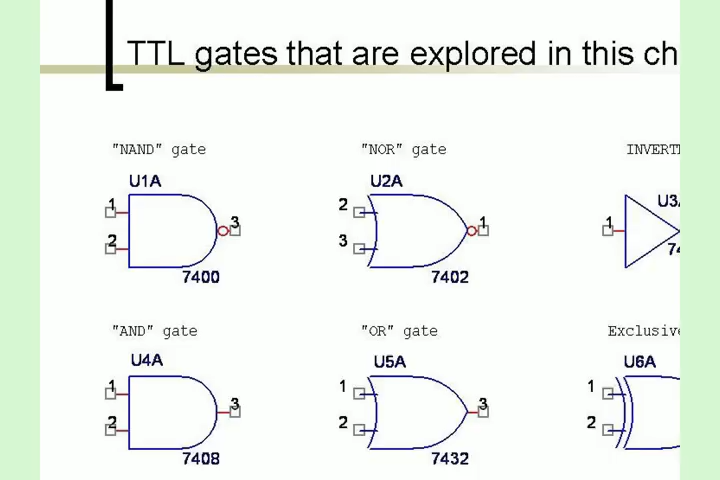 TTL gates that are explored in this ch
"NAND" gate "NOR" gate INVERT
U1A U2A U3A
1 2 3 2 3 1 1
7400 7402 74
"AND" gate "OR" gate Exclusive
U4A U5A U6A
1 2 3 1 2 3 1 2
7408 7432